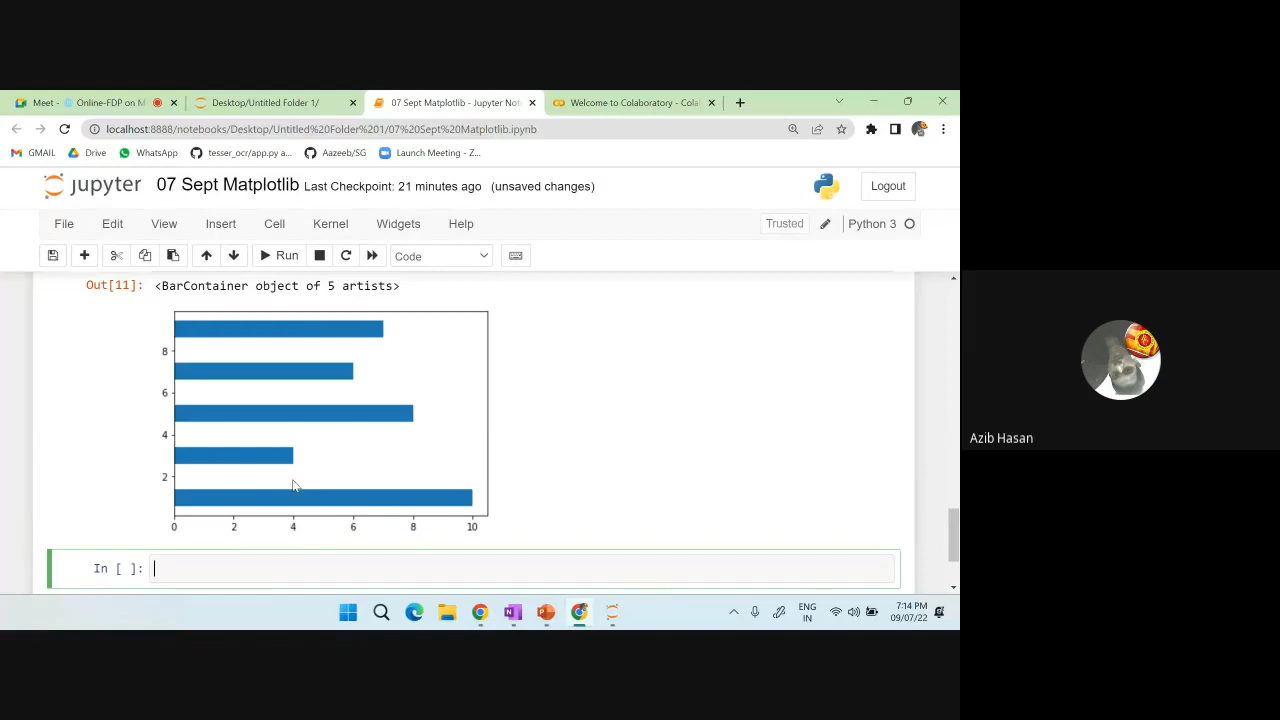 Meet - Online-FDP on M
Desktop/Untitled Folder 1/
07 Sept Matplotlib - Jupyter Not
Welcome to Colaboratory - Cola
localhost:8888/notebooks/Desktop/Untitled%20Folder%201/07%20Sept%20Matplotlib.ipynb
GMAIL
Drive
WhatsApp
tesser_ocr/app.py a...
Aazeeb/SG
Launch Meeting - Z...
jupyter
07 Sept Matplotlib Last Checkpoint: 21 minutes ago (unsaved changes)
Logout
File Edit View Insert Cell Kernel Widgets Help
Trusted
Python 3
Run
Code
Out[11]: <BarContainer object of 5 artists>
8
6
4
2
0 2 4 6 8 10
In [ ]:
ENG
IN
7:14 PM
09/07/22
Azib Hasan